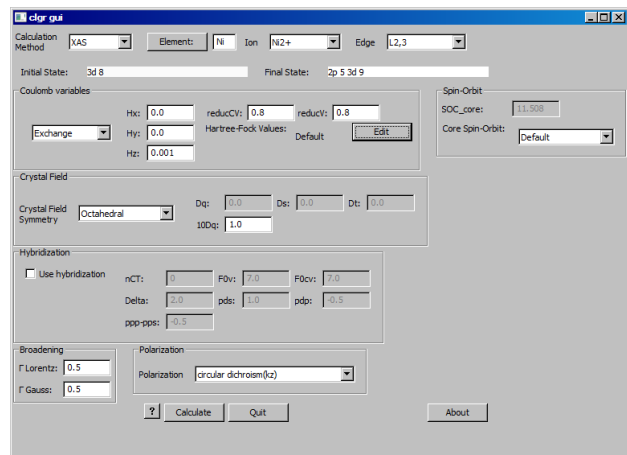 clgr gui
Calculation Method XAS Element: Ni Ion Ni2+ Edge L2,3
Initial State: 3d 8 Final State: 2p 5 3d 9
Coulomb variables
Exchange
Hx: 0.0 reducCV: 0.8 reducV: 0.8
Hy: 0.0 Hartree-Fock Values: Default Edit
Hz: 0.001
Spin-Orbit
SOC_core: 11.508
Core Spin-Orbit: Default
Crystal Field
Crystal Field Symmetry Octahedral
Dq: 0.0 Ds: 0.0 Dt: 0.0
10Dq: 1.0
Hybridization
Use hybridization nCT: 0 F0v: 7.0 F0cv: 7.0
Delta: 2.0 pds: 1.0 pdp: -0.5
ppp-pps: -0.5
Broadening
Γ Lorentz: 0.5
Γ Gauss: 0.5
Polarization
Polarization circular dichroism(kz)
? Calculate Quit About